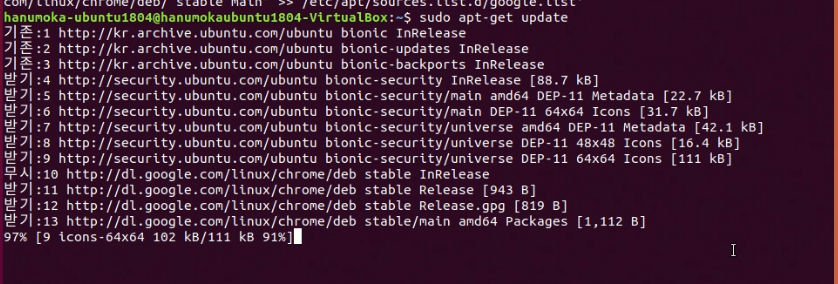 com/linux/chrome/deb/ stable main" >> /etc/apt/sources.list.d/google.list'
hanumoka-ubuntu1804@hanumokaubuntu1804-VirtualBox:~$ sudo apt-get update
기존:1 http://kr.archive.ubuntu.com/ubuntu bionic InRelease
기존:2 http://kr.archive.ubuntu.com/ubuntu bionic-updates InRelease
기존:3 http://kr.archive.ubuntu.com/ubuntu bionic-backports InRelease
받기:4 http://security.ubuntu.com/ubuntu bionic-security InRelease [88.7 kB]
받기:5 http://security.ubuntu.com/ubuntu bionic-security/main amd64 DEP-11 Metadata [22.7 kB]
받기:6 http://security.ubuntu.com/ubuntu bionic-security/main DEP-11 64x64 Icons [31.7 kB]
받기:7 http://security.ubuntu.com/ubuntu bionic-security/universe amd64 DEP-11 Metadata [42.1 kB]
받기:8 http://security.ubuntu.com/ubuntu bionic-security/universe DEP-11 48x48 Icons [16.4 kB]
받기:9 http://security.ubuntu.com/ubuntu bionic-security/universe DEP-11 64x64 Icons [111 kB]
무시:10 http://dl.google.com/linux/chrome/deb stable InRelease
받기:11 http://dl.google.com/linux/chrome/deb stable Release [943 B]
받기:12 http://dl.google.com/linux/chrome/deb stable Release.gpg [819 B]
받기:13 http://dl.google.com/linux/chrome/deb stable/main amd64 Packages [1,112 B]
97% [9 icons-64x64 102 kB/111 kB 91%]